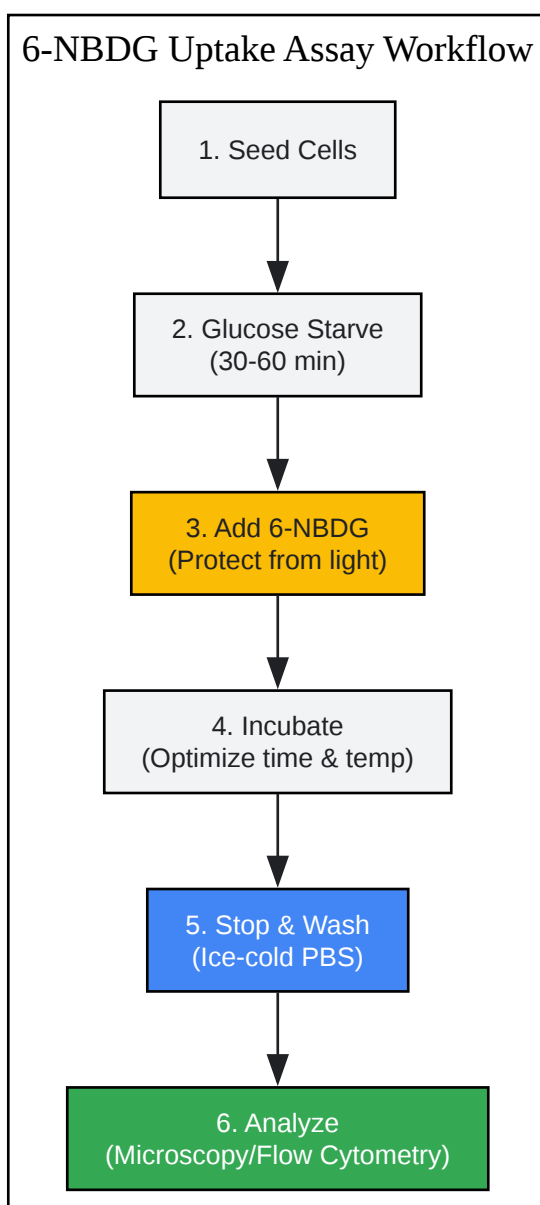 6-NBDG Uptake Assay Workflow
1. Seed Cells
2. Glucose Starve
(30-60 min)
3. Add 6-NBDG
(Protect from light)
4. Incubate
(Optimize time & temp)
5. Stop & Wash
(Ice-cold PBS)
6. Analyze
(Microscopy/Flow Cytometry)